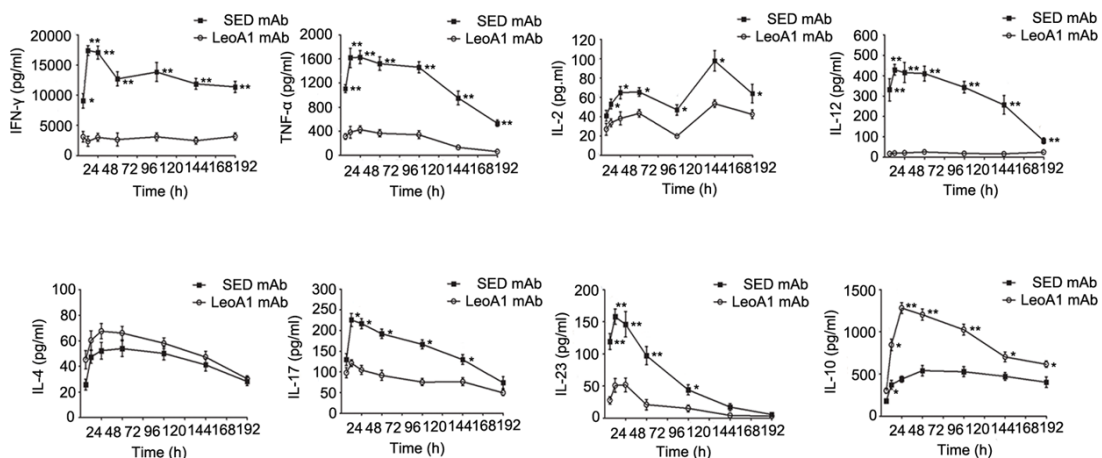 SED mAb
LeoA1 mAb
IFN-γ (pg/ml)
20000
15000
10000
5000
0
** ** ** ** ** ** *
24 48 72 96 120 144 168 192
Time (h)
SED mAb
LeoA1 mAb
TNF-α (pg/ml)
2000
1600
1200
800
400
0
** ** ** ** ** ** **
24 48 72 96 120 144 168 192
Time (h)
SED mAb
LeoA1 mAb
IL-2 (pg.ml)
140
120
100
80
60
40
20
0
* * * * * *
24 48 72 96 120 144 168 192
Time (h)
SED mAb
LeoA1 mAb
IL-12 (pg/ml)
600
500
400
300
200
100
0
** ** ** ** ** ** **
24 48 72 96 120 144 168 192
Time (h)
SED mAb
LeoA1 mAb
IL-4 (pg/ml)
100
80
60
40
20
0
24 48 72 96 120 144 168 192
Time (h)
SED mAb
LeoA1 mAb
IL-17 (pg/ml)
300
250
200
150
100
50
0
* * * * *
24 48 72 96 120 144 168 192
Time (h)
SED mAb
LeoA1 mAb
IL-23 (pg/ml)
200
150
100
50
0
** ** ** ** *
24 48 72 96 120 144 168 192
Time (h)
SED mAb
LeoA1 mAb
IL-10 (pg/ml)
1500
1000
500
0
** ** ** * * * *
24 48 72 96 120 144 168 192
Time (h)